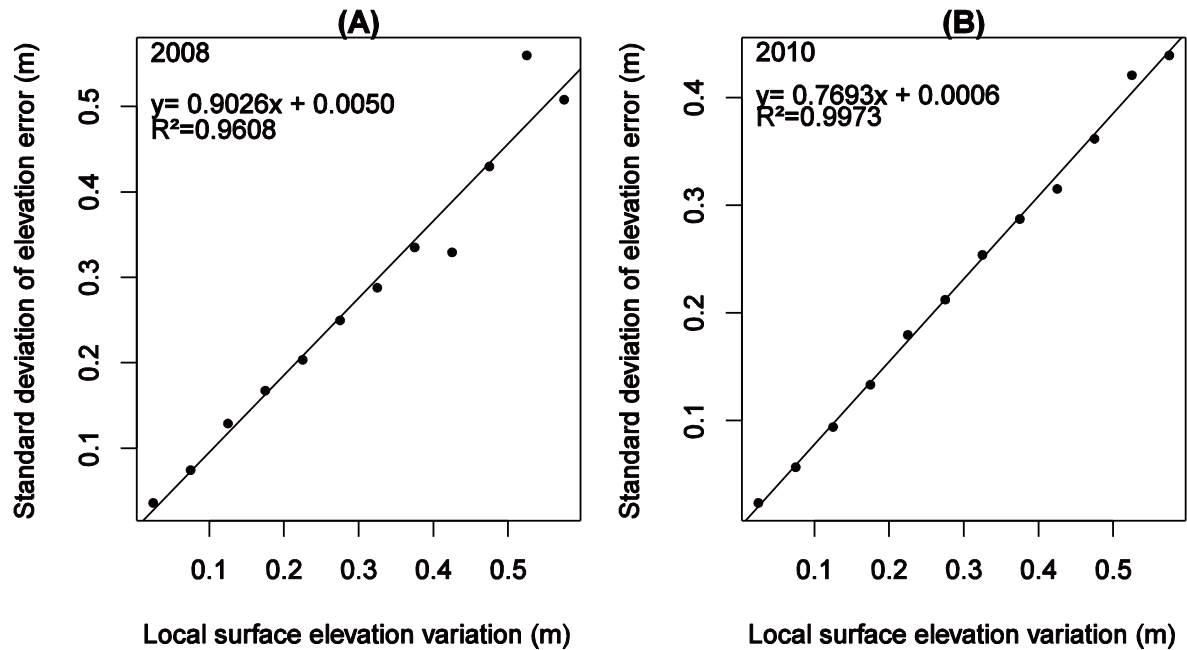 (A)
2008
y= 0.9026x + 0.0050
R²=0.9608
Standard deviation of elevation error (m)
0.5
0.4
0.3
0.2
0.1
0.1 0.2 0.3 0.4 0.5
Local surface elevation variation (m)
(B)
2010
y= 0.7693x + 0.0006
R²=0.9973
Standard deviation of elevation error (m)
0.4
0.3
0.2
0.1
0.1 0.2 0.3 0.4 0.5
Local surface elevation variation (m)